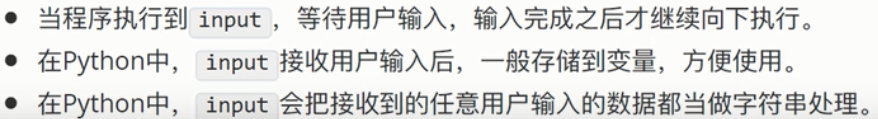 • 当程序执行到 input ，等待用户输入，输入完成之后才继续向下执行。
• 在Python中， input 接收用户输入后，一般存储到变量，方便使用。
• 在Python中， input 会把接收到的任意用户输入的数据都当做字符串处理。